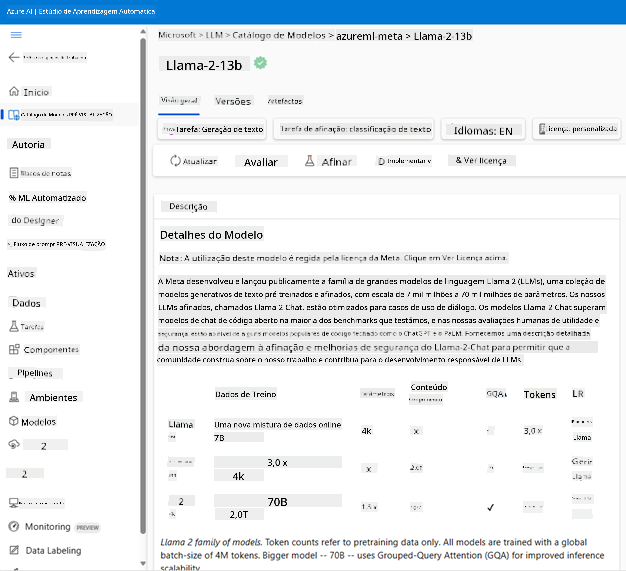 Azure AI | Estúdio de Aprendizagem Automática
Microsoft > LLM > Catálogo de Modelos > azureml-meta > Llama-2-13b
Llama-2-13b
Início
Autoria
Blocos de notas
% ML Automatizado
do Designer
Ativos
Dados
Tarefas
Componentes
Pipelines
Ambientes
Modelos
2
2
Monitoring PREVIEW
Data Labeling
Visão geral
Versões
Artefactos
Tarefa: Geração de texto
Tarefa de afinação: classificação de texto
Idiomas: EN
Licença: personalizada
Atualizar
Avaliar
Afinar
Implementar
& Ver licença
Descrição
Detalhes do Modelo
Nota: A utilização deste modelo é regida pela licença da Meta. Clique em Ver Licença acima.
A Meta desenvolveu e lançou publicamente a família de grandes modelos de linguagem Llama 2 (LLMs), uma coleção de
modelos generativos de texto pré treinados e afinados, com escala de 7 mil milhões a 70 mil milhões de parâmetros. Os nossos
LLMs afinados, chamados Llama 2 Chat, estão otimizados para casos de uso de diálogo. Os modelos Llama 2 Chat superam
modelos de chat de código aberto na maioria dos benchmarks que testámos, e nas nossas avaliações humanas de utilidade e
segurança, estão ao nível de alguns modelos populares de código fechado como o ChatGPT e o PaLM. Fornecemos uma descrição detalhada
da nossa abordagem à afinação e melhorias de segurança do Llama-2-Chat para permitir que a
comunidade construa sobre o nosso trabalho e contribua para o desenvolvimento responsável de LLMs.
Dados de Treino
Parâmetros
Conteúdo
GQA
Tokens
LR
Llama
Uma nova mistura de dados online
7B
4k
x
3,0 x
Llama
3,0 x
4k
x
2,0T
Gerir
Llama
2
4k
70B
2,0T
✓
Llama 2 family of models. Token counts refer to pretraining data only. All models are trained with a global
batch-size of 4M tokens. Bigger model -- 70B -- uses Grouped-Query Attention (GQA) for improved inference
scalability.